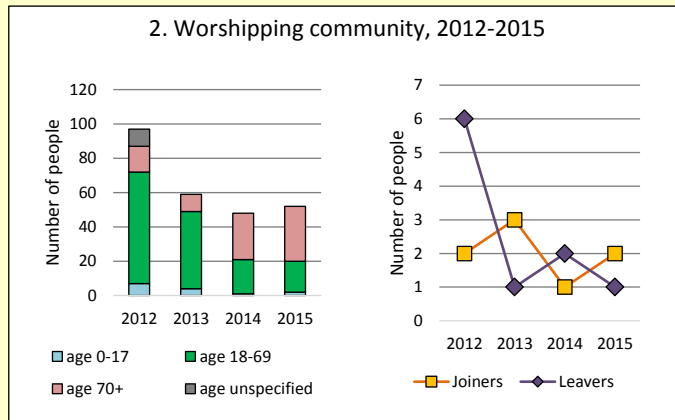 2. Worshipping community, 2012-2015
Number of people
120
100
80
60
40
20
0
2012 2013 2014 2015
age 0-17 age 18-69
age 70+ age unspecified
Number of people
7
6
5
4
3
2
1
0
2012 2013 2014 2015
Joiners Leavers